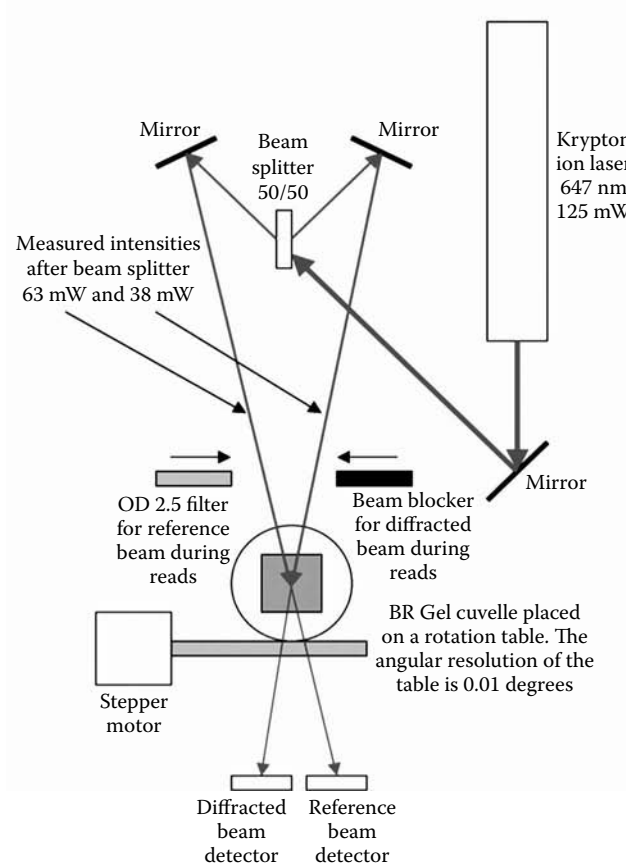 Mirror
Beam
splitter
50/50
Mirror
Krypton
ion laser
647 nm
125 mW
Measured intensities
after beam splitter
63 mW and 38 mW
Mirror
OD 2.5 filter
for reference
beam during
reads
Beam blocker
for diffracted
beam during
reads
BR Gel cuvelle placed
on a rotation table. The
angular resolution of the
table is 0.01 degrees
Stepper
motor
Diffracted
beam
detector
Reference
beam
detector